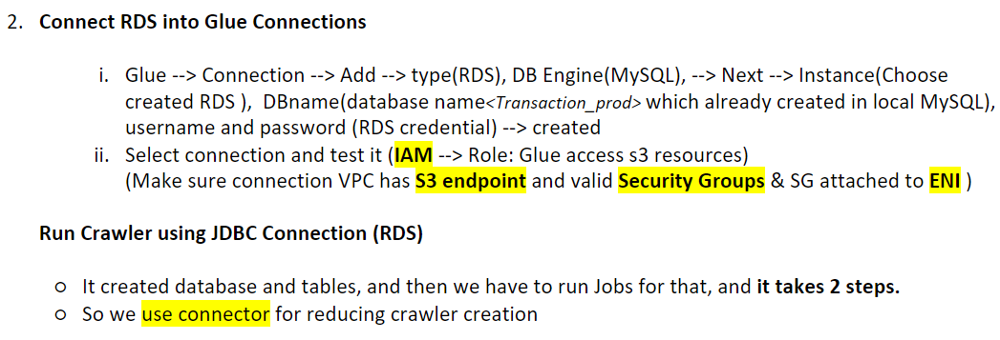 2. Connect RDS into Glue Connections
i. Glue --> Connection --> Add --> type(RDS), DB Engine(MySQL), --> Next --> Instance(Choose
created RDS ), DBname(database name<Transaction_prod> which already created in local MySQL),
username and password (RDS credential) --> created
ii. Select connection and test it (IAM --> Role: Glue access s3 resources)
(Make sure connection VPC has S3 endpoint and valid Security Groups & SG attached to ENI )
Run Crawler using JDBC Connection (RDS)
o It created database and tables, and then we have to run Jobs for that, and it takes 2 steps.
o So we use connector for reducing crawler creation